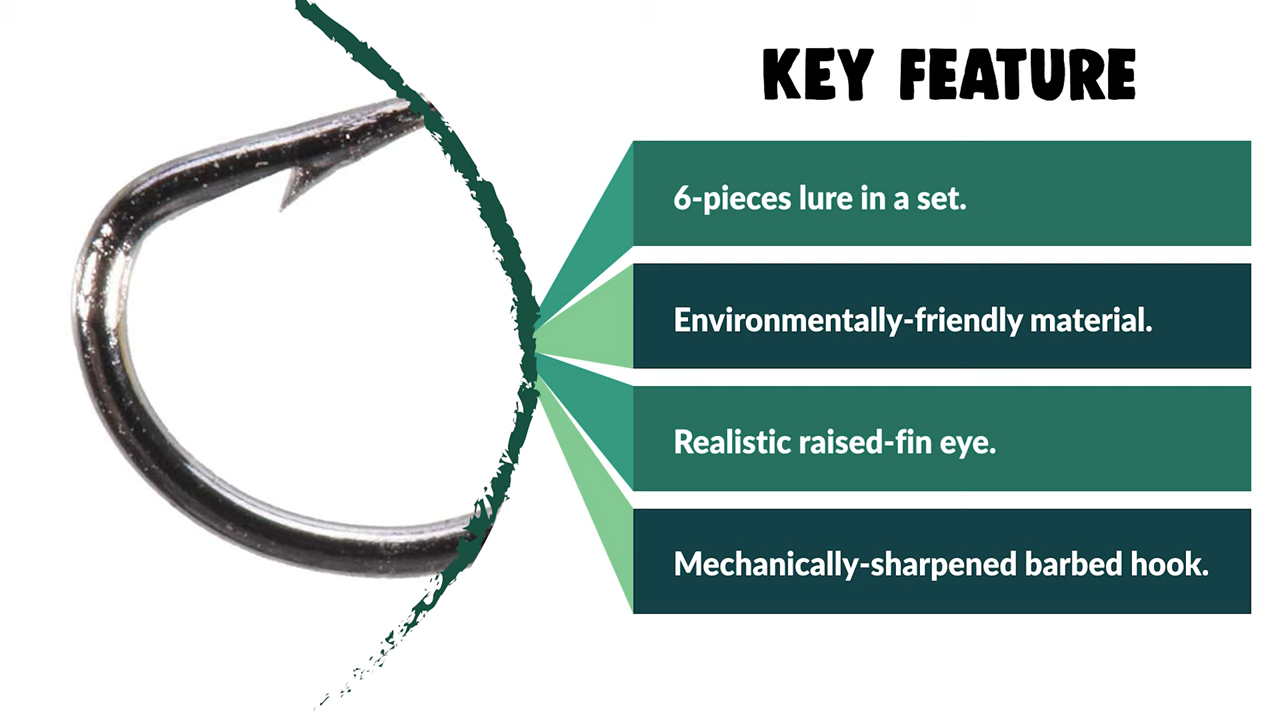 KEY FEATURE
6-pieces lure in a set.
Environmentally-friendly material.
Realistic raised-fin eye.
Mechanically-sharpened barbed hook.